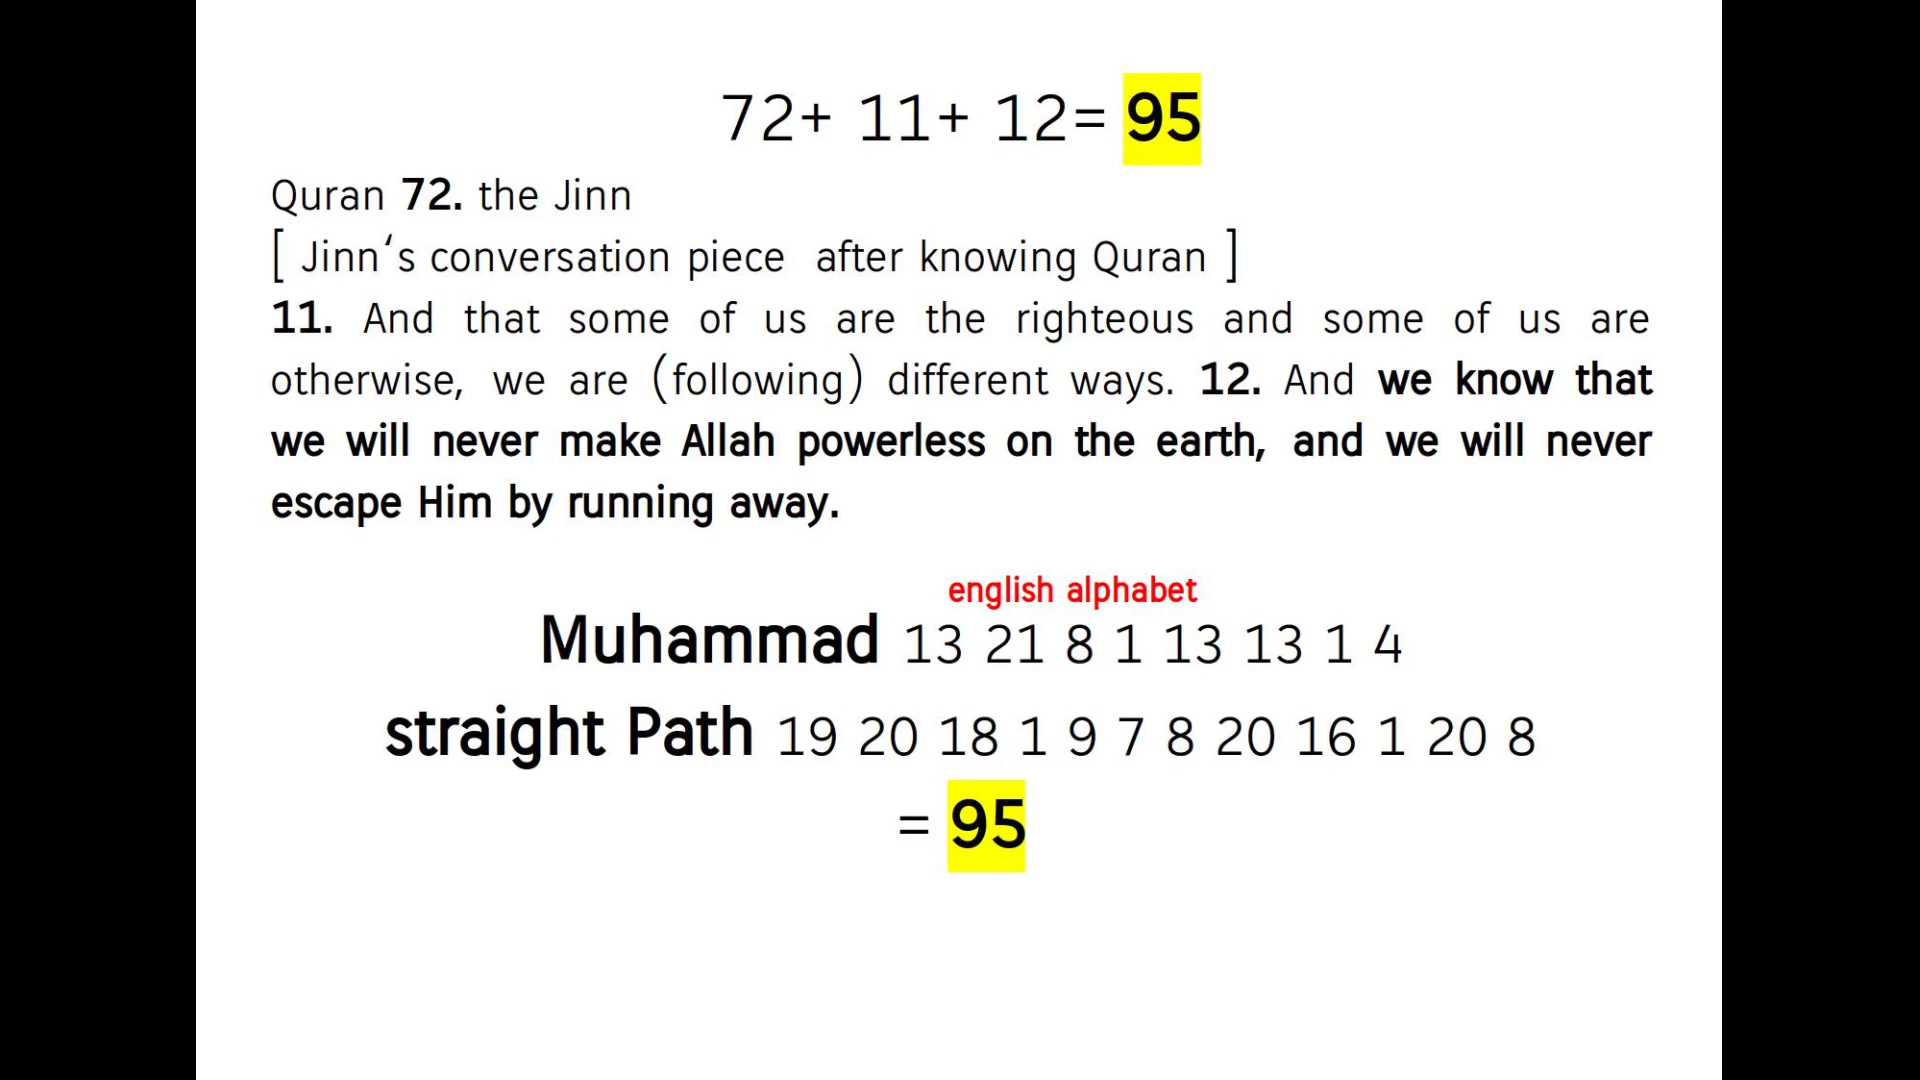 72+ 11+ 12= 95
Quran 72. the Jinn
[ Jinn‘s conversation piece after knowing Quran ]
11. And that some of us are the righteous and some of us are
otherwise, we are (following) different ways. 12. And we know that
we will never make Allah powerless on the earth, and we will never
escape Him by running away.
english alphabet
Muhammad 13 21 8 1 13 13 1 4
straight Path 19 20 18 1 9 7 8 20 16 1 20 8
= 95